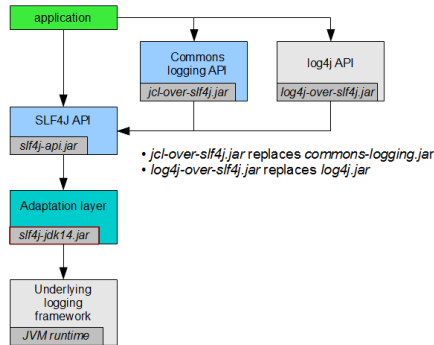 application
Commons
logging API
jcl-over-slf4j.jar
log4j API
log4j-over-slf4j.jar
SLF4J API
slf4j-api.jar
• jcl-over-slf4j.jar replaces commons-logging.jar
• log4j-over-slf4j.jar replaces log4j.jar
Adaptation layer
slf4j-jdk14.jar
Underlying
logging
framework
JVM runtime